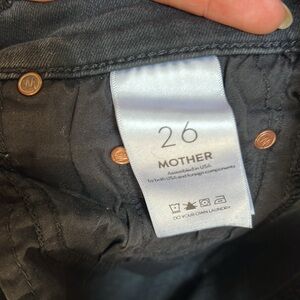 26
MOTHER
Assembled in USA
to both USA and foreign components
DO YOUR OWN LAUNDRY